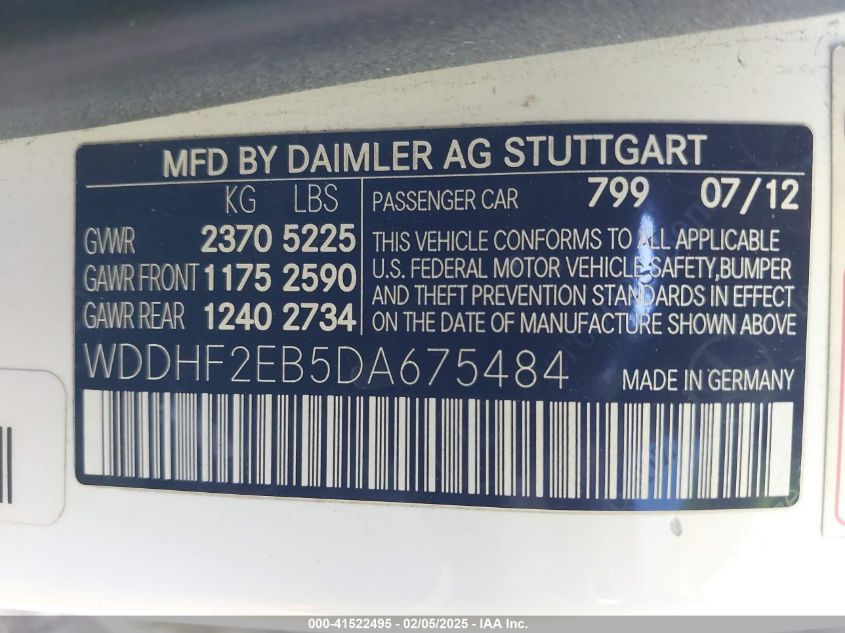 MFD BY DAIMLER AG STUTTGART
KG LBS
PASSENGER CAR 799 07/12
GVWR 2370 5225
GAWR FRONT 1175 2590
GAWR REAR 1240 2734
THIS VEHICLE CONFORMS TO ALL APPLICABLE
U.S. FEDERAL MOTOR VEHICLE SAFETY,BUMPER
AND THEFT PREVENTION STANDARDS IN EFFECT
ON THE DATE OF MANUFACTURE SHOWN ABOVE
WDDHF2EB5DA675484 MADE IN GERMANY
000-41522495 - 02/05/2025 - IAAI.COM